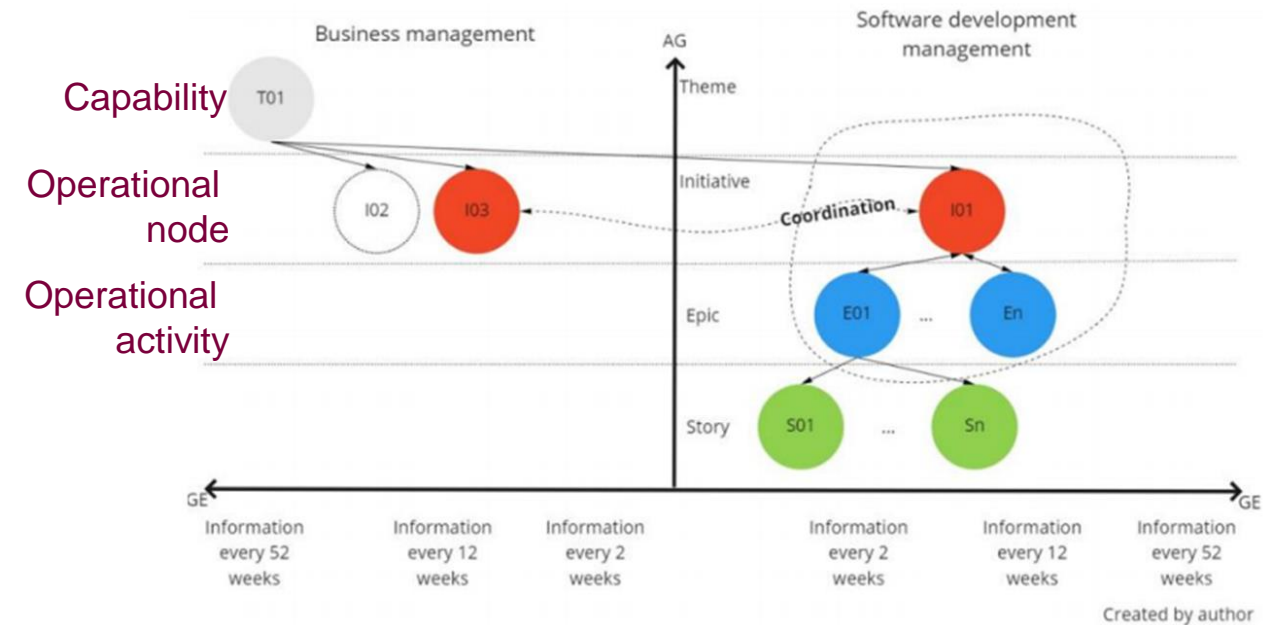 Business management
Software development
management
AG
Capability
T01
Theme
Operational
node
Initiative
I02
I03
Coordination
I01
Operational
activity
Epic
E01
...
En
Story
S01
...
Sn
GE
GE
Information
every 52
weeks
Information
every 12
weeks
Information
every 2
weeks
Information
every 2
weeks
Information
every 12
weeks
Information
every 52
weeks
Created by author